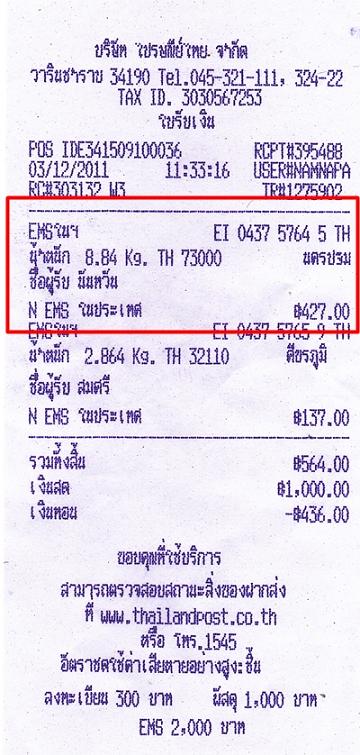 บริษัท ไปรษณีย์ไทย จำกัด
วารินชำราบ 34190 Tel.045-321-111, 324-22
TAX ID. 3030567253
ใบรับเงิน
POS IDE341509100036 RCPT#395488
03/12/2011 11:33:16 USER#NAMNAPA
RG#303132 W3 TR#1275902
EMSในฯ EI 0437 5764 5 TH
น้ำหนัก 8.84 Kg. TH 73000 นครปฐม
ชื่อผู้รับ นันทวัน
N EMS ในประเทศ ฿427.00
EMSในฯ EI 0437 5765 9 TH
น้ำหนัก 2.864 Kg. TH 32110 ศีขรภูมิ
ชื่อผู้รับ สมศรี
N EMS ในประเทศ ฿137.00
รวมทั้งสิ้น ฿564.00
เงินสด ฿1,000.00
เงินทอน -฿436.00
ขอบคุณที่ใช้บริการ
สามารถตรวจสอบสถานะสิ่งของฝากส่ง
ที่ www.thailandpost.co.th
หรือ โทร.1545
อัตราชดใช้ค่าเสียหายอย่างสูง:ชิ้น
ลงทะเบียน 300 บาท พัสดุ 1,000 บาท
EMS 2,000 บาท